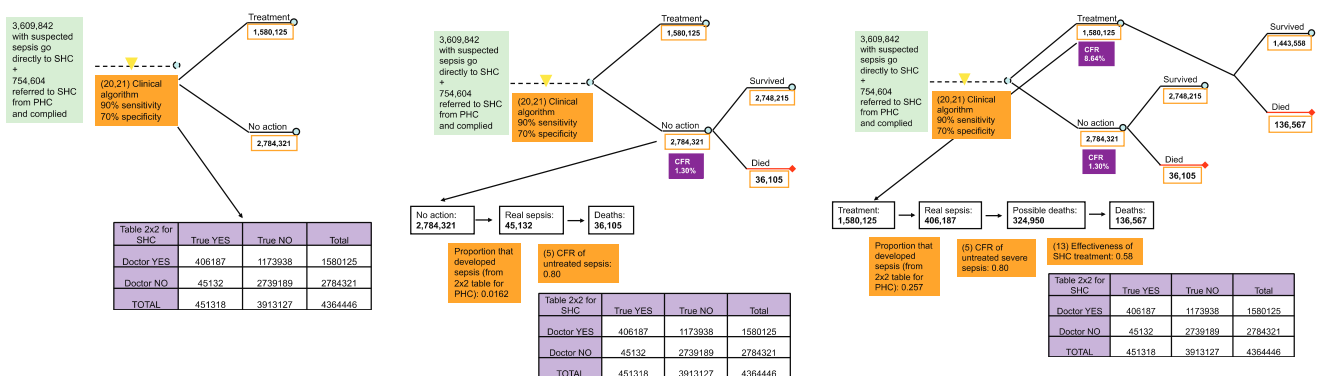 3,609,842
with suspected
sepsis go
directly to SHC
+
754,604
referred to SHC
from PHC
and complied
(20,21) Clinical
algorithm
90% sensitivity
70% specificity
Treatment
1,580,125
No action
2,784,321
Table 2x2 for SHC True YES True NO Total
Doctor YES 406187 1173938 1580125
Doctor NO 45132 2739189 2784321
TOTAL 451318 3913127 4364446
3,609,842
with suspected
sepsis go
directly to SHC
+
754,604
referred to SHC
from PHC
and complied
(20,21) Clinical
algorithm
90% sensitivity
70% specificity
Treatment
1,580,125
No action
2,784,321
CFR
1.30%
Survived
2,748,215
Died
36,105
No action:
2,784,321
Real sepsis:
45,132
Deaths:
36,105
Proportion that
developed
sepsis (from
2x2 table for
PHC): 0.0162
(5) CFR of
untreated sepsis:
0.80
Table 2x2 for SHC True YES True NO Total
Doctor YES 406187 1173938 1580125
Doctor NO 45132 2739189 2784321
TOTAL 451318 3913127 4364446
3,609,842
with suspected
sepsis go
directly to SHC
+
754,604
referred to SHC
from PHC
and complied
(20,21) Clinical
algorithm
90% sensitivity
70% specificity
Treatment
1,580,125
CFR
8.64%
Survived
1,443,558
Died
136,567
No action
2,784,321
CFR
1.30%
Survived
2,748,215
Died
36,105
Treatment:
1,580,125
Real sepsis:
406,187
Possible deaths:
324,950
Deaths:
136,567
Proportion that
developed
sepsis (from
2x2 table for
PHC): 0.257
(5) CFR of
untreated severe
sepsis: 0.80
(13) Effectiveness of
SHC treatment: 0.58
Table 2x2 for SHC True YES True NO Total
Doctor YES 406187 1173938 1580125
Doctor NO 45132 2739189 2784321
TOTAL 451318 3913127 4364446